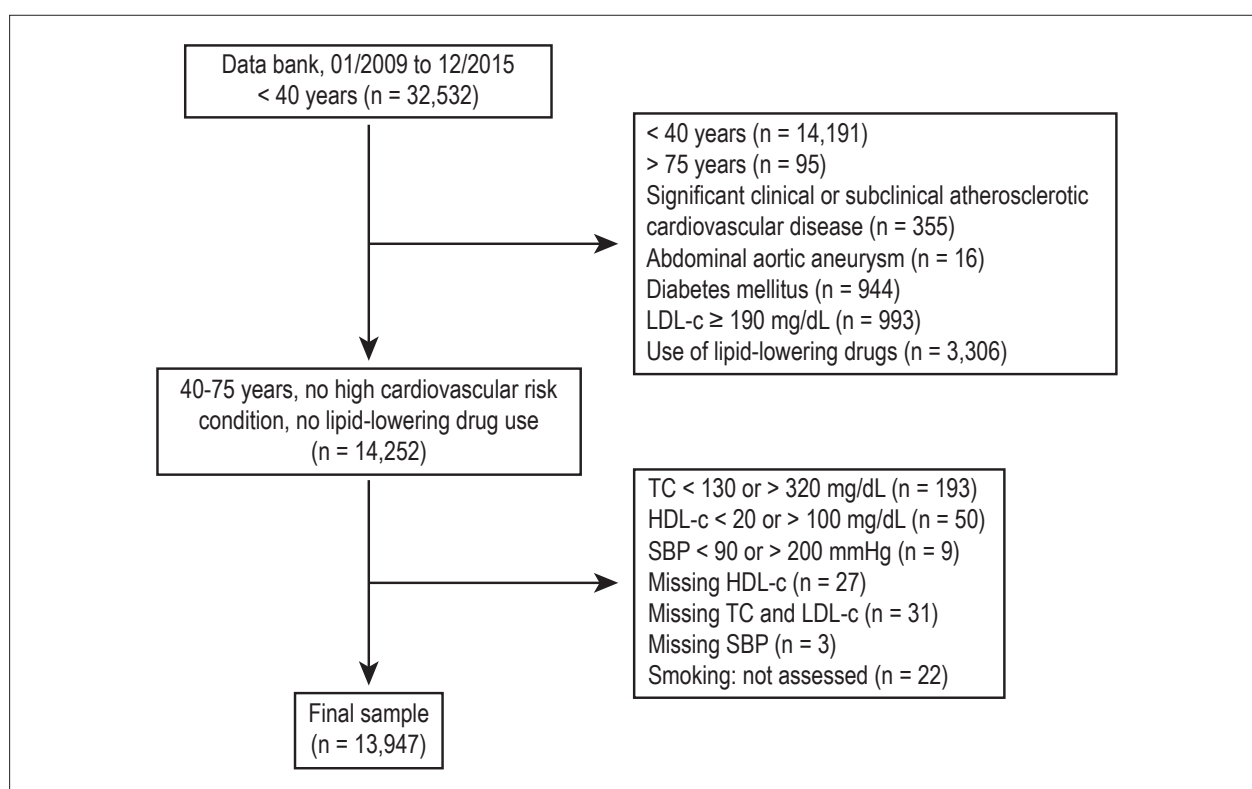 Data bank, 01/2009 to 12/2015
< 40 years (n = 32,532)
< 40 years (n = 14,191)
> 75 years (n = 95)
Significant clinical or subclinical atherosclerotic
cardiovascular disease (n = 355)
Abdominal aortic aneurysm (n = 16)
Diabetes mellitus (n = 944)
LDL-c ≥ 190 mg/dL (n = 993)
Use of lipid-lowering drugs (n = 3,306)
40-75 years, no high cardiovascular risk
condition, no lipid-lowering drug use
(n = 14,252)
TC < 130 or > 320 mg/dL (n = 193)
HDL-c < 20 or > 100 mg/dL (n = 50)
SBP < 90 or > 200 mmHg (n = 9)
Missing HDL-c (n = 27)
Missing TC and LDL-c (n = 31)
Missing SBP (n = 3)
Smoking: not assessed (n = 22)
Final sample
(n = 13,947)